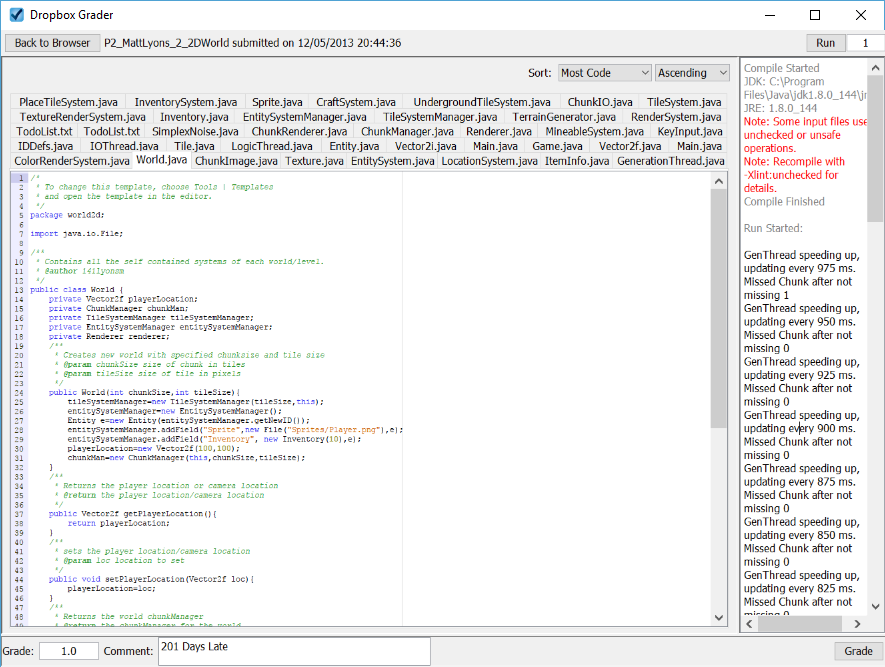 Dropbox Grader
Back to Browser P2_MattLyons_2_2DWorld submitted on 12/05/2013 20:44:36 Run 1
Sort: Most Code Ascending
PlaceTileSystem.java InventorySystem.java Sprite.java CraftSystem.java UndergroundTileSystem.java ChunkIO.java TileSystem.java
TextureRenderSystem.java Inventory.java EntitySystemManager.java TileSystemManager.java TerrainGenerator.java RenderSystem.java
TodoList.txt TodoList.txt SimplexNoise.java ChunkRenderer.java ChunkManager.java Renderer.java MineableSystem.java KeyInput.java
IDDefs.java IOThread.java Tile.java LogicThread.java Entity.java Vector2i.java Main.java Game.java Vector2f.java Main.java
ColorRenderSystem.java World.java ChunkImage.java Texture.java EntitySystem.java LocationSystem.java ItemInfo.java GenerationThread.java
1 /*
2 * To change this template, choose Tools | Templates
3 * and open the template in the editor.
4 */
5 package world2d;
6
7 import java.io.File;
8
9 /**
10 * Contains all the self contained systems of each world/level.
11 * @author 141lyonsm
12 */
13 public class World {
14 private Vector2f playerLocation;
15 private ChunkManager chunkMan;
16 private TileSystemManager tileSystemManager;
17 private EntitySystemManager entitySystemManager;
18 private Renderer renderer;
19 /**
20 * Creates new world with specified chunksize and tile size
21 * @param chunkSize size of chunk in tiles
22 * @param tileSize size of tile in pixels
23 */
24 public World(int chunkSize,int tileSize){
25 tileSystemManager=new TileSystemManager(tileSize,this);
26 entitySystemManager=new EntitySystemManager();
27 Entity e=new Entity(entitySystemManager.getNewID());
28 entitySystemManager.addField("Sprite",new File("Sprites/Player.png"),e);
29 entitySystemManager.addField("Inventory", new Inventory(10),e);
30 playerLocation=new Vector2f(100,100);
31 chunkMan=new ChunkManager(this,chunkSize,tileSize);
32 }
33 /**
34 * Returns the player location or camera location
35 * @return the player location/camera location
36 */
37 public Vector2f getPlayerLocation(){
38 return playerLocation;
39 }
40 /**
41 * sets the player location/camera location
42 * @param loc location to set
43 */
44 public void setPlayerLocation(Vector2f loc){
45 playerLocation=loc;
46 }
47 /**
48 * Returns the world chunkManager
49 * @return the chunkManager for the world
Compile Started
JDK: C:\Program
Files\Java\jdk1.8.0_144\jr
JRE: 1.8.0_144
Note: Some input files use
unchecked or unsafe
operations.
Note: Recompile with
-Xlint:unchecked for
details.
Compile Finished
Run Started:
GenThread speeding up,
updating every 975 ms.
Missed Chunk after not
missing 1
GenThread speeding up,
updating every 950 ms.
Missed Chunk after not
missing 0
GenThread speeding up,
updating every 925 ms.
Missed Chunk after not
missing 0
GenThread speeding up,
updating every 900 ms.
Missed Chunk after not
missing 0
GenThread speeding up,
updating every 875 ms.
Missed Chunk after not
missing 0
GenThread speeding up,
updating every 850 ms.
Missed Chunk after not
missing 0
GenThread speeding up,
updating every 825 ms.
Missed Chunk after not
missing 0
Grade: 1.0 Comment: 201 Days Late Grade